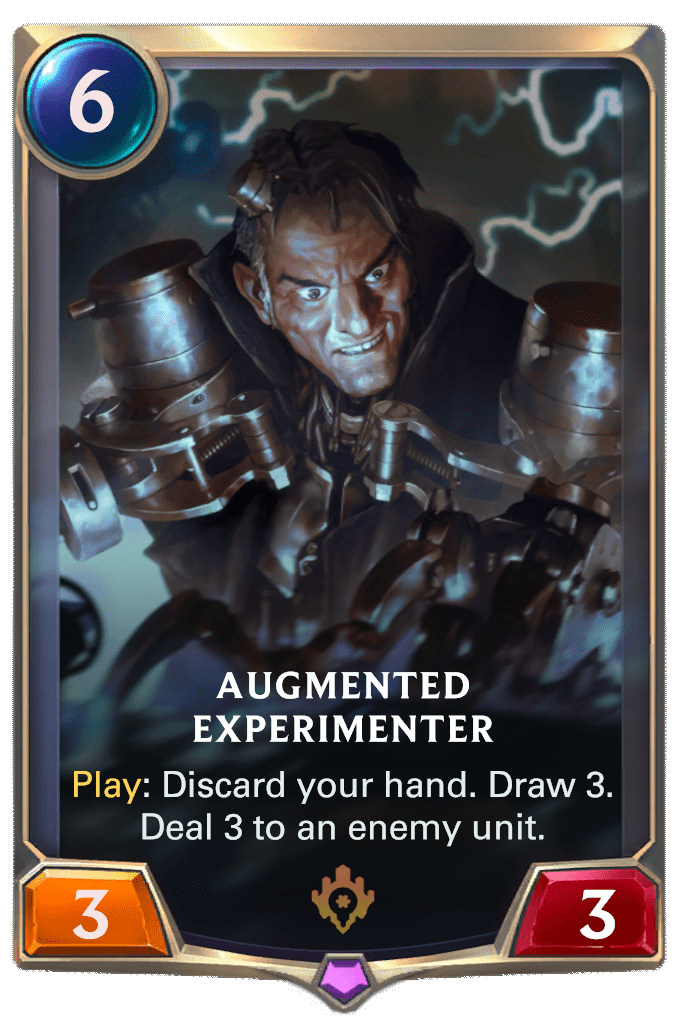 6
AUGMENTED
EXPERIMENTER
Play: Discard your hand. Draw 3.
Deal 3 to an enemy unit.
3 3